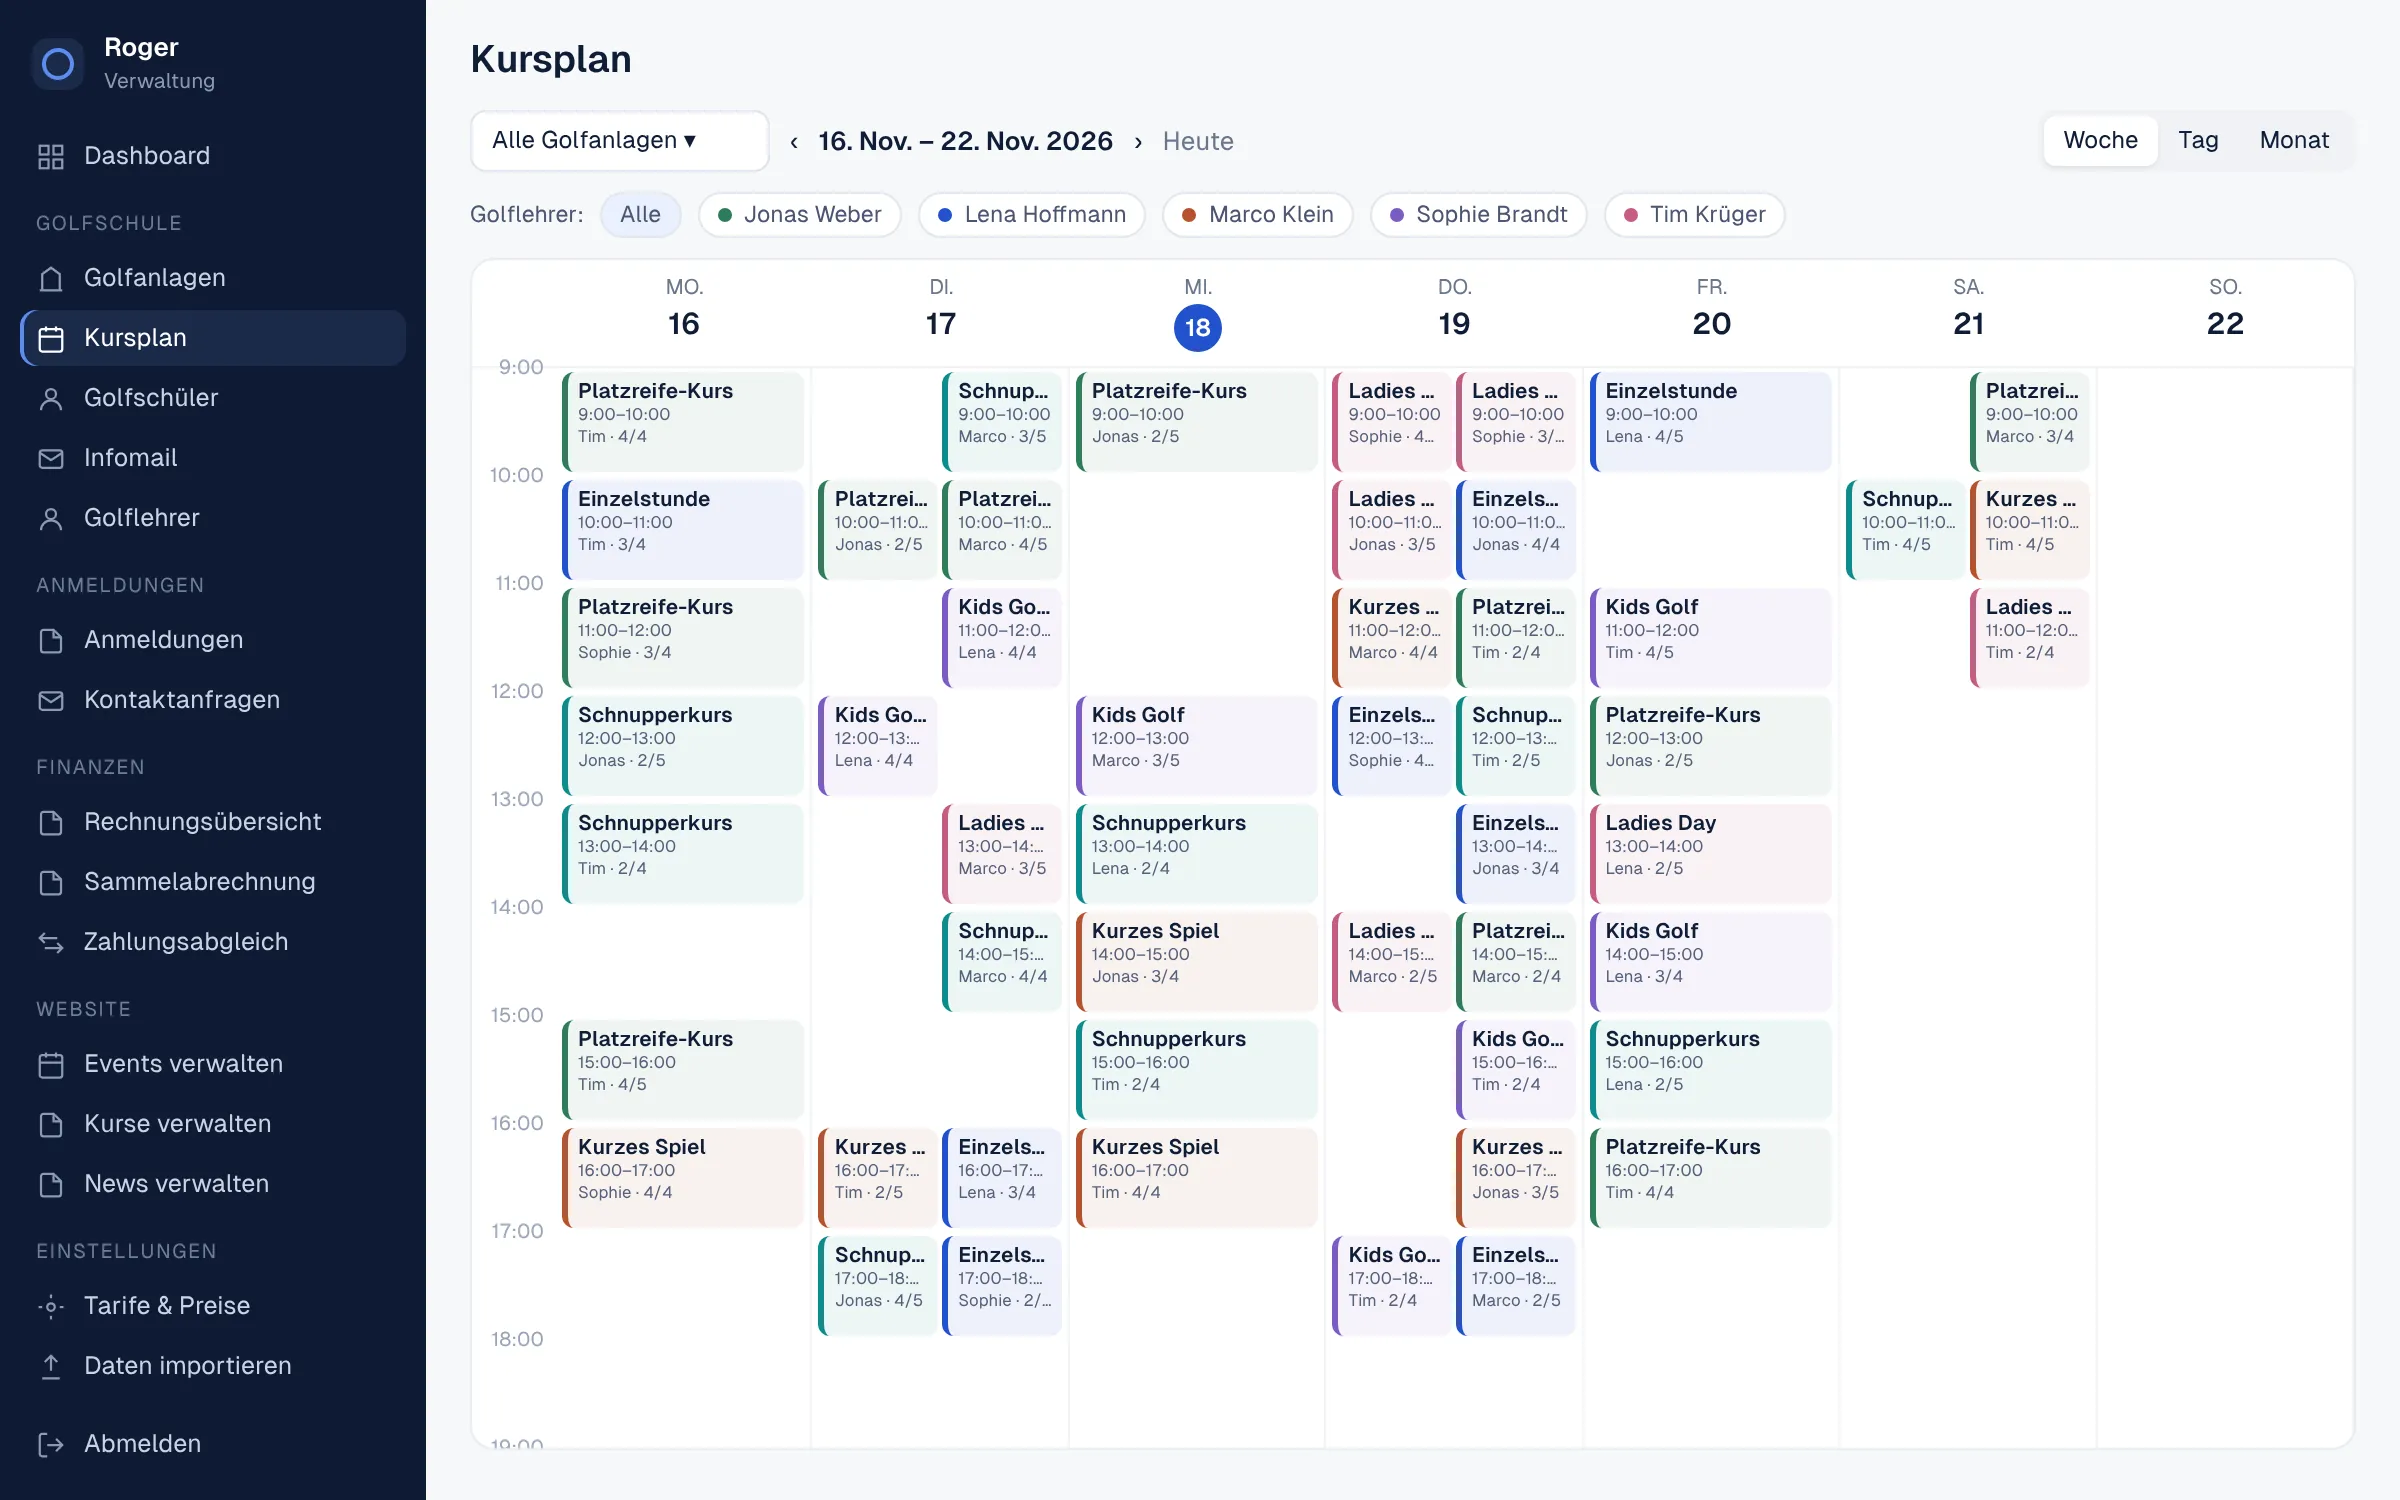 Roger
Verwaltung
Dashboard
GOLFSCHULE
Golfanlagen
Kursplan
Golfschüler
Infomail
Golflehrer
ANMELDUNGEN
Anmeldungen
Kontaktanfragen
FINANZEN
Rechnungsübersicht
Sammelabrechnung
Zahlungsabgleich
WEBSITE
Events verwalten
Kurse verwalten
News verwalten
EINSTELLUNGEN
Tarife & Preise
Daten importieren
Abmelden
Kursplan
Alle Golfanlagen ▾
‹ 16. Nov. – 22. Nov. 2026 › Heute
Woche Tag Monat
Golflehrer: Alle Jonas Weber Lena Hoffmann Marco Klein Sophie Brandt Tim Krüger
MO. DI. MI. DO. FR. SA. SO.
16 17 18 19 20 21 22
9:00
10:00
11:00
12:00
13:00
14:00
15:00
16:00
17:00
18:00
19:00
Platzreife-Kurs
9:00–10:00
Tim · 4/4
Einzelstunde
10:00–11:00
Tim · 3/4
Platzreife-Kurs
11:00–12:00
Sophie · 3/4
Schnupperkurs
12:00–13:00
Jonas · 2/5
Schnupperkurs
13:00–14:00
Tim · 2/4
Platzreife-Kurs
15:00–16:00
Tim · 4/5
Kurzes Spiel
16:00–17:00
Sophie · 4/4
Schnup...
9:00–10:00
Marco · 3/5
Platzrei...
10:00–11:0...
Jonas · 2/5
Platzrei...
10:00–11:0...
Marco · 4/5
Kids Go...
11:00–12:0...
Lena · 4/4
Kids Go...
12:00–13:...
Lena · 4/4
Ladies ...
13:00–14:...
Marco · 3/5
Schnup...
14:00–15:...
Marco · 4/4
Kurzes ...
16:00–17:...
Tim · 2/5
Einzels...
16:00–17:...
Lena · 3/4
Schnup...
17:00–18:...
Jonas · 4/5
Einzels...
17:00–18:...
Sophie · 2/...
Platzreife-Kurs
9:00–10:00
Jonas · 2/5
Kids Golf
12:00–13:00
Marco · 3/5
Schnupperkurs
13:00–14:00
Lena · 2/4
Kurzes Spiel
14:00–15:00
Jonas · 3/4
Schnupperkurs
15:00–16:00
Tim · 2/4
Kurzes Spiel
16:00–17:00
Tim · 4/4
Ladies ...
9:00–10:00
Sophie · 4...
Ladies ...
9:00–10:00
Sophie · 3/...
Ladies ...
10:00–11:0...
Jonas · 3/5
Einzels...
10:00–11:0...
Jonas · 4/4
Kurzes ...
11:00–12:0...
Marco · 4/4
Platzrei...
11:00–12:0...
Tim · 2/4
Einzels...
12:00–13:...
Sophie · 4...
Schnup...
12:00–13:...
Tim · 2/5
Einzels...
13:00–14:...
Jonas · 3/4
Ladies ...
14:00–15:...
Marco · 2/5
Platzrei...
14:00–15:...
Marco · 2/4
Kids Go...
15:00–16:...
Tim · 2/4
Kurzes ...
16:00–17:...
Jonas · 3/5
Kids Go...
17:00–18:...
Tim · 2/4
Einzels...
17:00–18:...
Marco · 2/5
Einzelstunde
9:00–10:00
Lena · 4/5
Kids Golf
11:00–12:00
Tim · 4/5
Platzreife-Kurs
12:00–13:00
Jonas · 2/5
Ladies Day
13:00–14:00
Lena · 2/5
Kids Golf
14:00–15:00
Lena · 3/4
Schnupperkurs
15:00–16:00
Lena · 2/5
Platzreife-Kurs
16:00–17:00
Tim · 4/4
Platzrei...
9:00–10:00
Marco · 3/4
Schnup...
10:00–11:0...
Tim · 4/5
Kurzes ...
10:00–11:0...
Tim · 4/5
Ladies ...
11:00–12:0...
Tim · 2/4